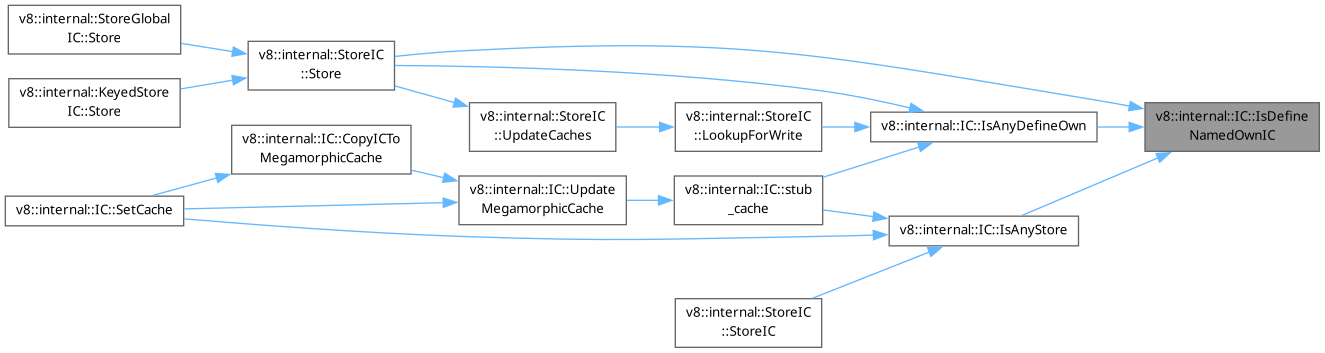 v8::internal::StoreGlobal
IC::Store
v8::internal::KeyedStore
IC::Store
v8::internal::StoreIC
::Store
v8::internal::StoreIC
::UpdateCaches
v8::internal::StoreIC
::LookupForWrite
v8::internal::IC::IsAnyDefineOwn
v8::internal::IC::IsDefine
NamedOwnIC
v8::internal::IC::CopyICTo
MegamorphicCache
v8::internal::IC::SetCache
v8::internal::IC::Update
MegamorphicCache
v8::internal::IC::stub
_cache
v8::internal::IC::IsAnyStore
v8::internal::StoreIC
::StoreIC